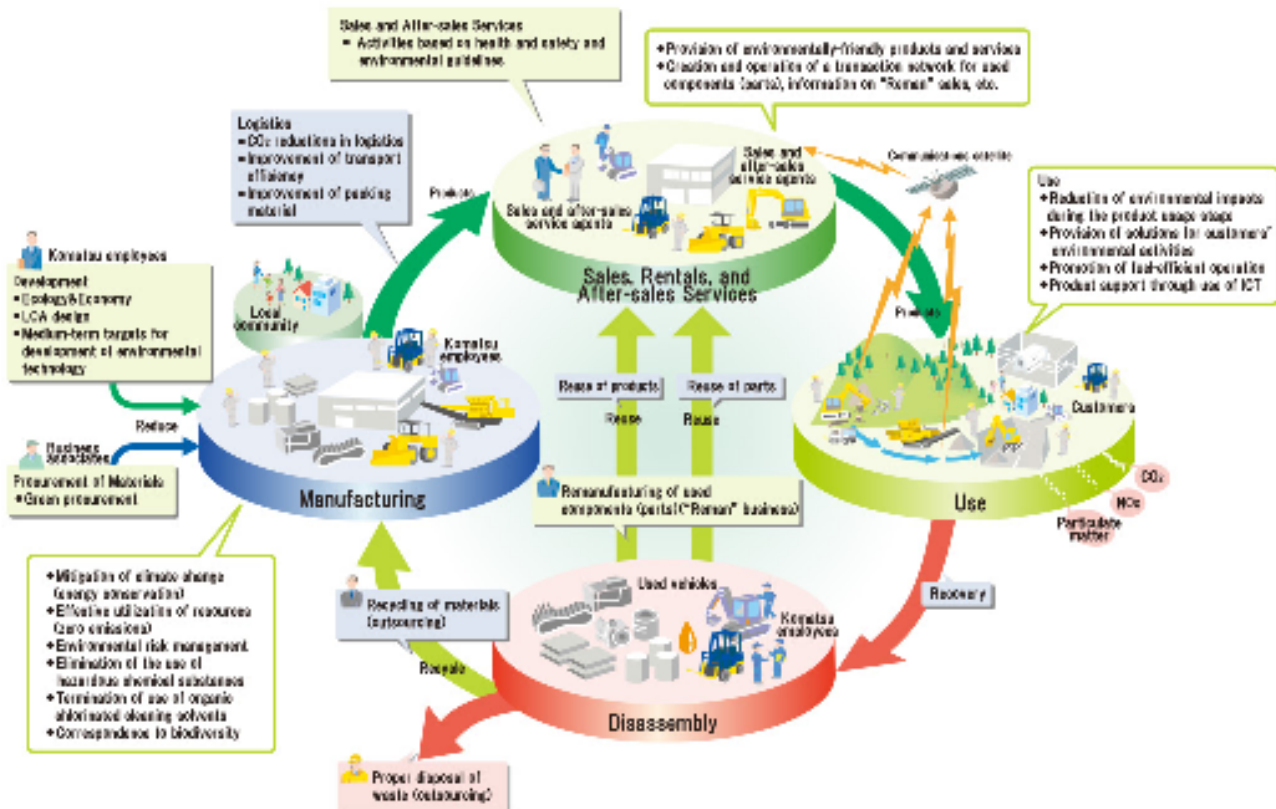 Sales and After-sales Services
= Activities based on health and safety and
environmental guidelines
◆Provision of environmentally-friendly products and services
◆Creation and operation of a transaction network for used
components (parts), information on "Reman" sales, etc.
Logistics
=CO₂ reductions in logistics
=Improvement of transport
efficiency
=Improvement of packing
material
Products
Sales and
after-sales
service agents
Sales and after-sales
service agents
Sales, Rentals, and
After-sales Services
Communications satellite
Use
◆Reduction of environmental impacts
during the product usage stage
◆Provision of solutions for customers'
environmental activities
◆Promotion of fuel-efficient operation
◆Product support through use of ICT
Products
Komatsu employees
Development
■Ecology&Economy
■LCA design
■Medium-term targets for
development of environmental
technology
Local
community
Komatsu
employees
Reduce
Business
associates
Procurement of Materials
◆Green procurement
Manufacturing
Reuse of products
Reuse
Reuse of parts
Reuse
Customers
Use
CO₂
NOx
Particulate
matter
Remanufacturing of used
components (parts) ("Reman" business)
◆Mitigation of climate change
(energy conservation)
◆Effective utilization of resources
(zero emissions)
◆Environmental risk management
◆Elimination of the use of
hazardous chemical substances
◆Termination of use of organic
chlorinated cleaning solvents
◆Correspondence to biodiversity
Recycling of materials
(outsourcing)
Recycle
Used vehicles
Komatsu
employees
Disassembly
Recovery
Proper disposal of
waste (outsourcing)